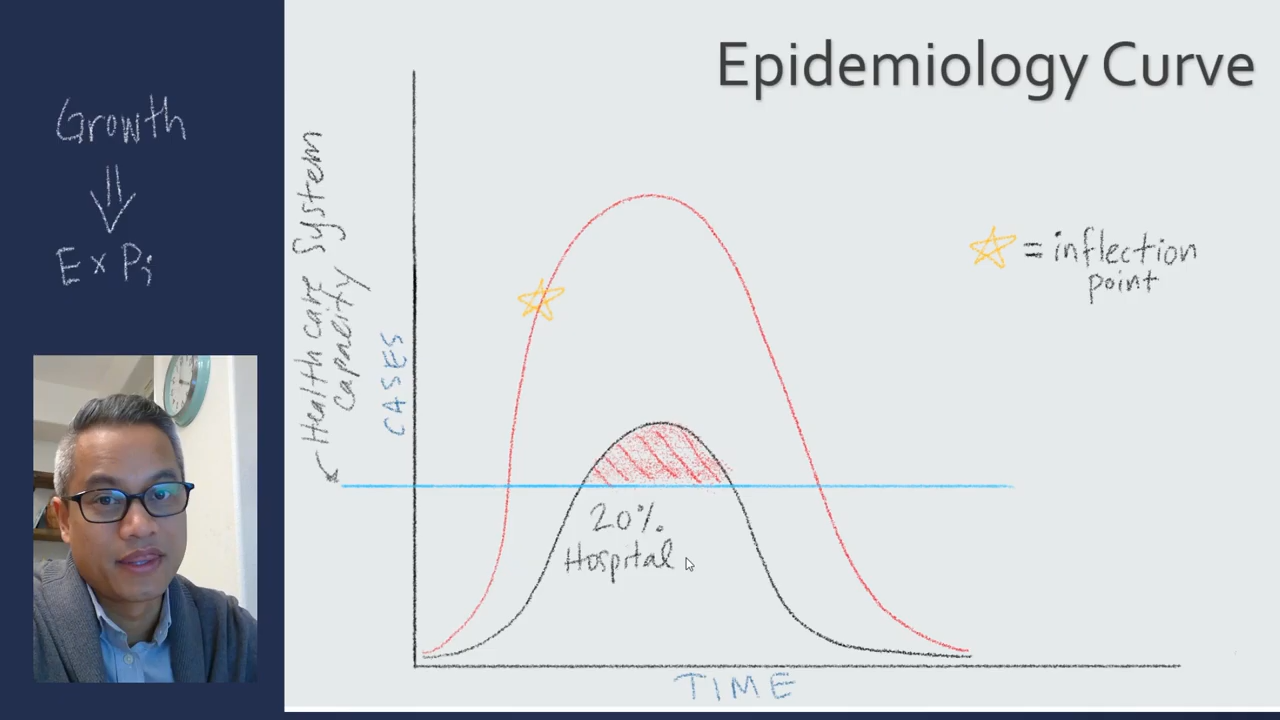 Epidemiology Curve
Growth
E x P;
Health care System
Capacity
CASES
= inflection
point
20%
Hospital
TIME